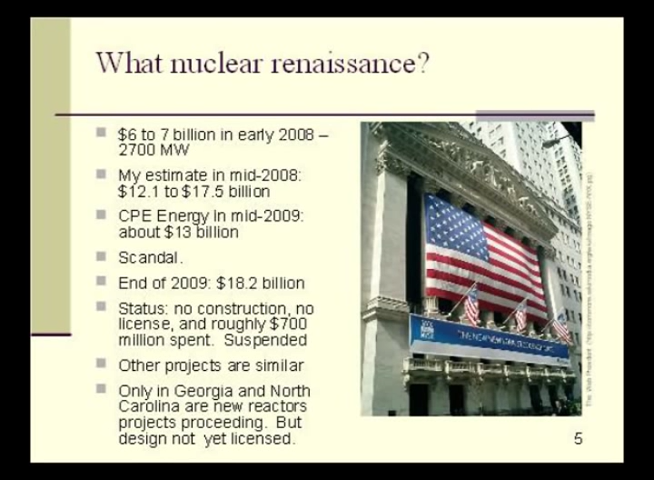 What nuclear renaissance?
$6 to 7 billion in early 2008 –
2700 MW
My estimate in mid-2008:
$12.1 to $17.5 billion
CPE Energy In mid-2009:
about $13 billion
Scandal.
End of 2009: $18.2 billion
Status: no construction, no
license, and roughly $700
million spent. Suspended
Other projects are similar
Only in Georgia and North
Carolina are new reactors
projects proceeding. But
design not yet licensed.
5